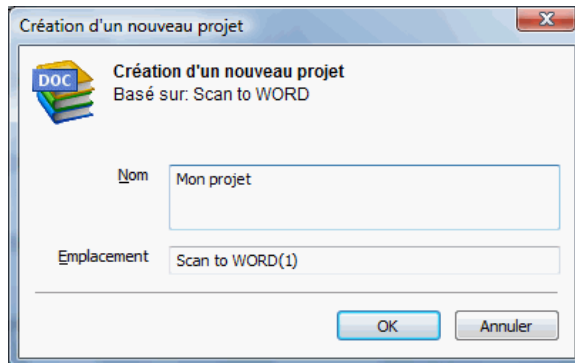 Création d'un nouveau projet
DOC
Création d'un nouveau projet
Basé sur: Scan to WORD
Nom
Mon projet
Emplacement
Scan to WORD(1)
OK
Annuler